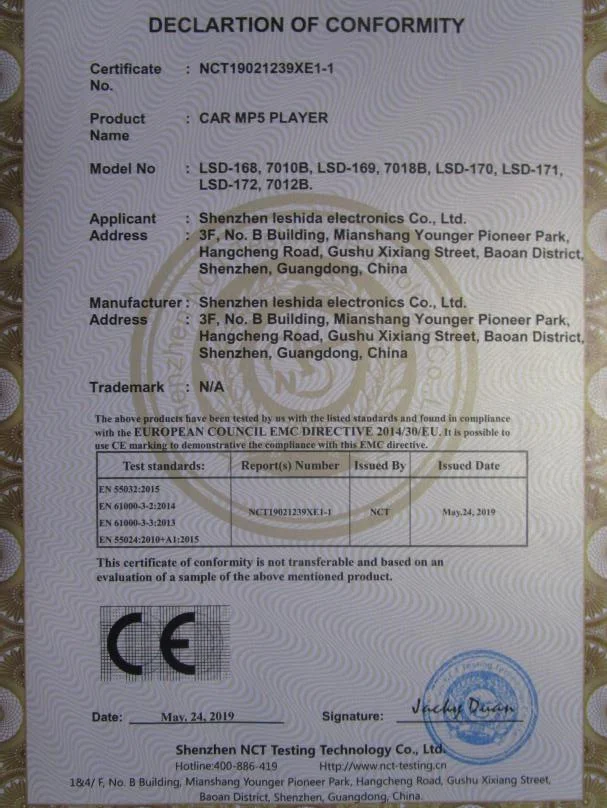 DECLARTION OF CONFORMITY
Certificate No. : NCT19021239XE1-1
Product Name : CAR MP5 PLAYER
Model No : LSD-168, 7010B, LSD-169, 7018B, LSD-170, LSD-171,
LSD-172, 7012B.
Applicant : Shenzhen leshida electronics Co., Ltd.
Address : 3F, No. B Building, Mianshang Younger Pioneer Park,
Hangcheng Road, Gushu Xixiang Street, Baoan District,
Shenzhen, Guangdong, China
Manufacturer : Shenzhen leshida electronics Co., Ltd.
Address : 3F, No. B Building, Mianshang Younger Pioneer Park,
Hangcheng Road, Gushu Xixiang Street, Baoan District,
Shenzhen, Guangdong, China
Trademark : N/A
The above products have been tested by us with the listed standards and found in compliance
with the EUROPEAN COUNCIL EMC DIRECTIVE 2014/30/EU. It is possible to
use CE marking to demonstrative the compliance with this EMC directive.
Test standards: Report(s) Number Issued By Issued Date
EN 55032:2015
EN 61000-3-2:2014
NCT19021239XE1-1 NCT May.24, 2019
EN 61000-3-3:2013
EN 55024:2010+A1:2015
This certificate of conformity is not transferable and based on an
evaluation of a sample of the above mentioned product.
CE
Date: May. 24, 2019 Signature: Jacky Duan
Shenzhen NCT Testing Technology Co., Ltd.
Hotline:400-886-419 Http://www.nct-testing.cn
1&4/ F, No. B Building, Mianshang Younger Pioneer Park, Hangcheng Road, Gushu Xixiang Street,
Baoan District, Shenzhen, Guangdong, China.